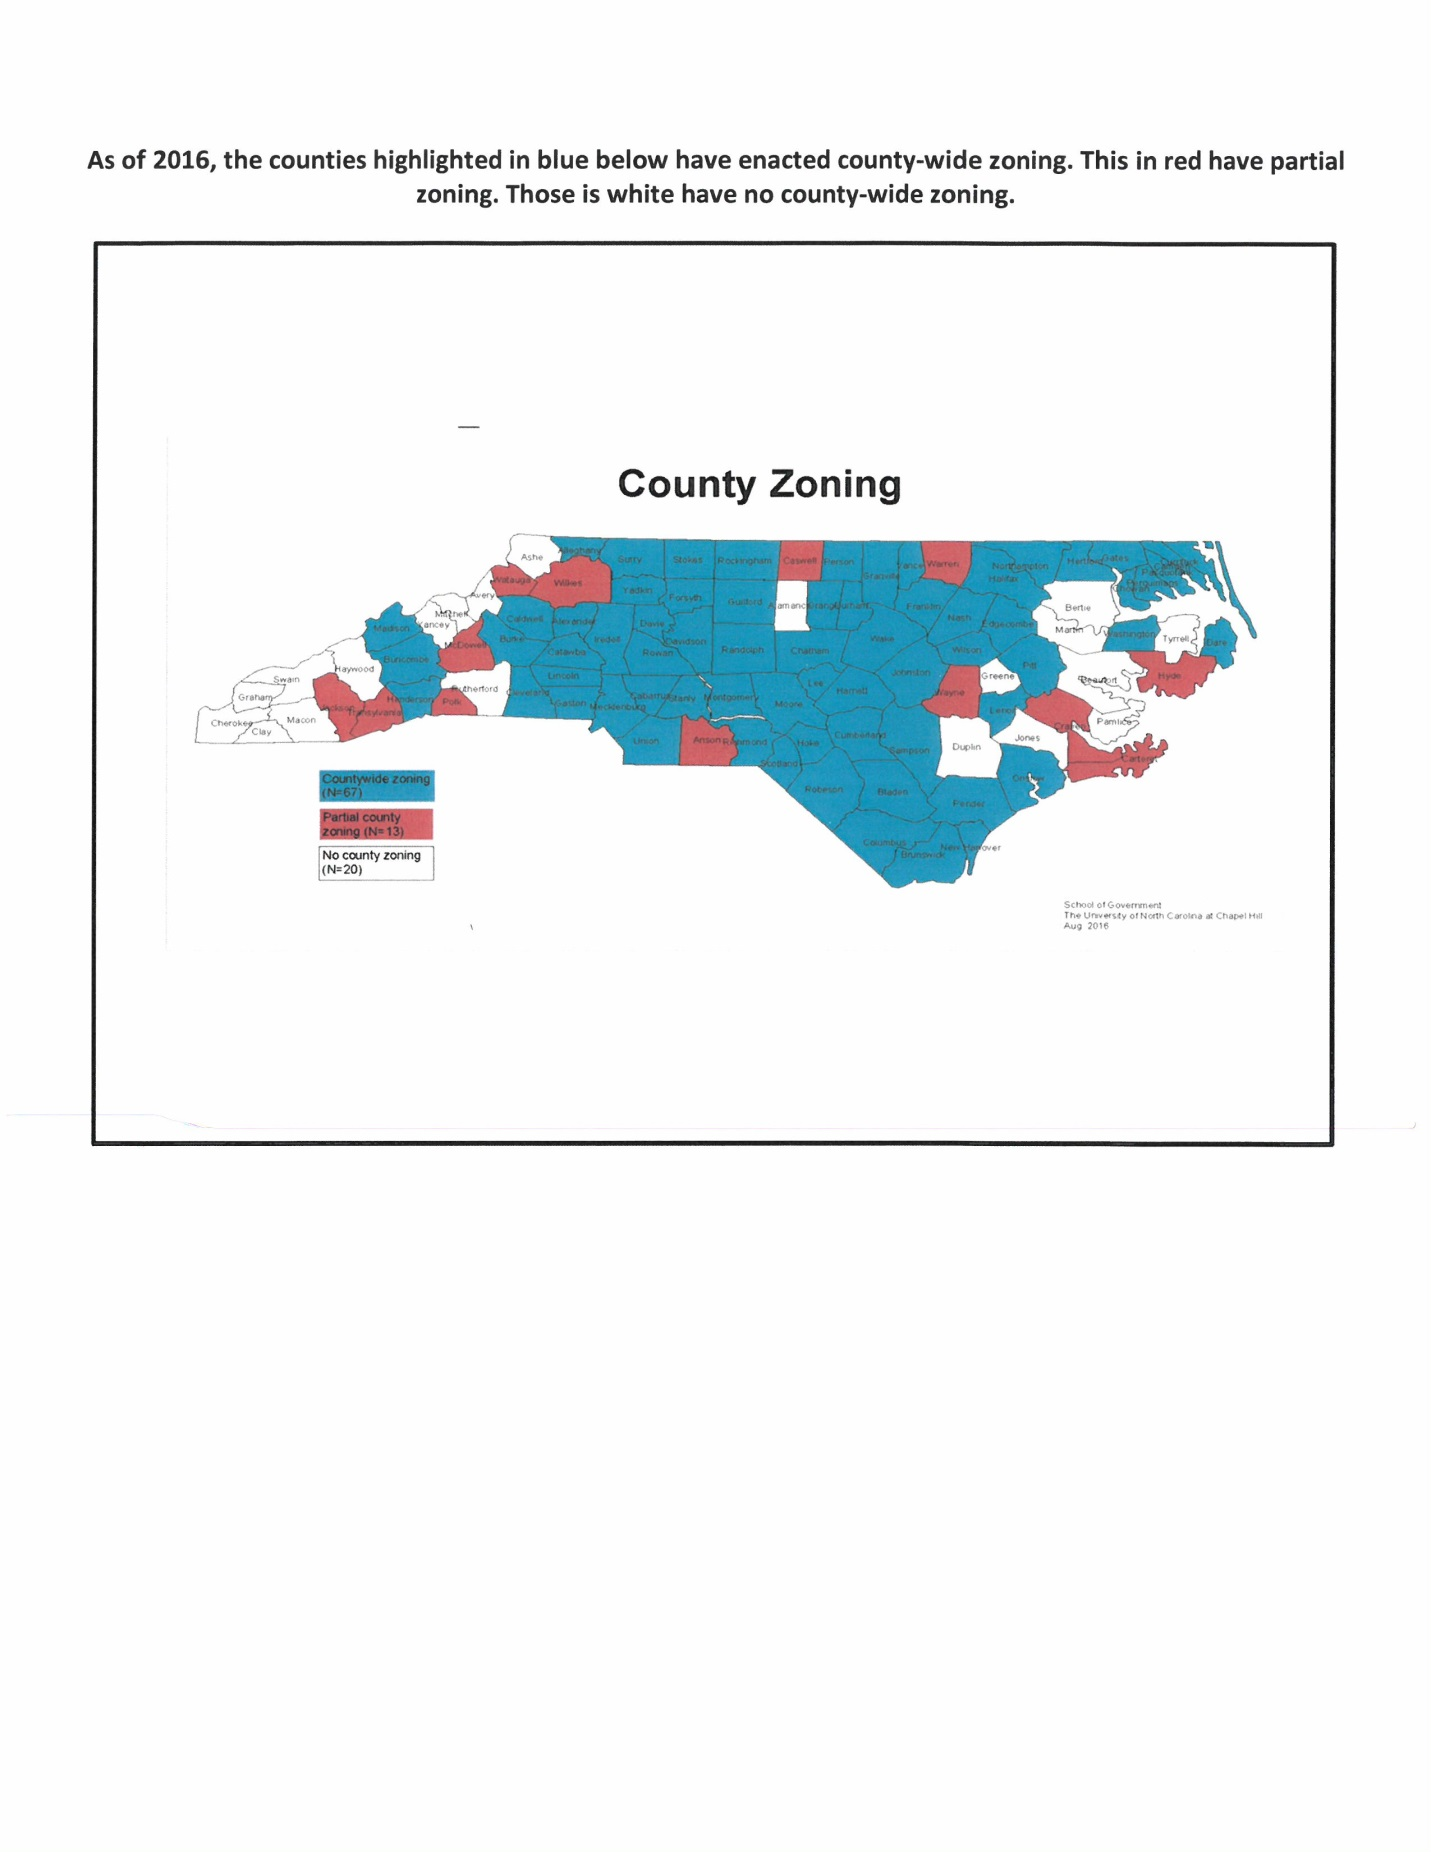 As of 2016, the counties highlighted in blue below have enacted county-wide zoning. This in red have partial
zoning. Those is white have no county-wide zoning.
County Zoning
Ashe
Alleghany
Surry
Stokes
Rockingham
Caswell
Person
Granville
Vance
Warren
Northampton
Halifax
Hertford
Gates
Watauga
Wilkes
Yadkin
Forsyth
Guilford
Alamance
Orange
Durham
Franklin
Nash
Edgecombe
Bertie
Chowan
Perquimans
Avery
Mitchell
Yancey
Madison
Caldwell
Alexander
Iredell
Davie
Davidson
Randolph
Chatham
Wake
Wilson
Martin
Washington
Tyrrell
Dare
McDowell
Burke
Catawba
Rowan
Johnston
Pitt
Buncombe
Haywood
Swain
Graham
Cherokee
Clay
Macon
Jackson
Transylvania
Henderson
Polk
Rutherford
Cleveland
Lincoln
Gaston
Mecklenburg
Cabarrus
Stanly
Montgomery
Moore
Lee
Harnett
Wayne
Greene
Lenoir
Craven
Beaufort
Hyde
Pamlico
Jones
Carteret
Union
Anson
Richmond
Scotland
Hoke
Cumberland
Sampson
Duplin
Onslow
Robeson
Bladen
Pender
Columbus
Brunswick
New Hanover
Countywide zoning
(N=67)
Partial county
zoning (N=13)
No county zoning
(N=20)
School of Government
The University of North Carolina at Chapel Hill
Aug 2016